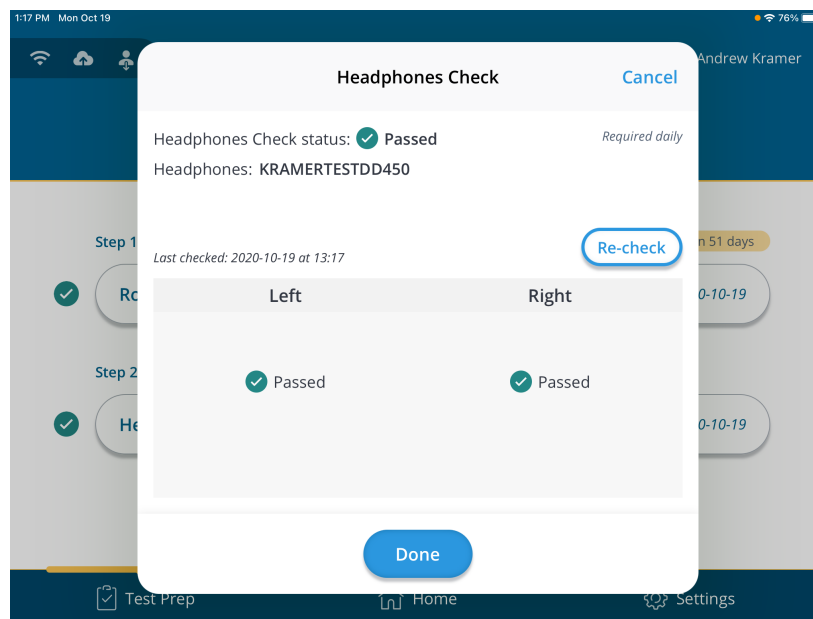 1:17 PM Mon Oct 19
76%
Andrew Kramer
Headphones Check
Cancel
Headphones Check status: Passed
Required daily
Headphones: KRAMERTESTDD450
Step 1
n 51 days
Last checked: 2020-10-19 at 13:17
Re-check
Left
Right
Ro
0-10-19
Step 2
Passed
Passed
He
0-10-19
Done
Test Prep
Home
Settings